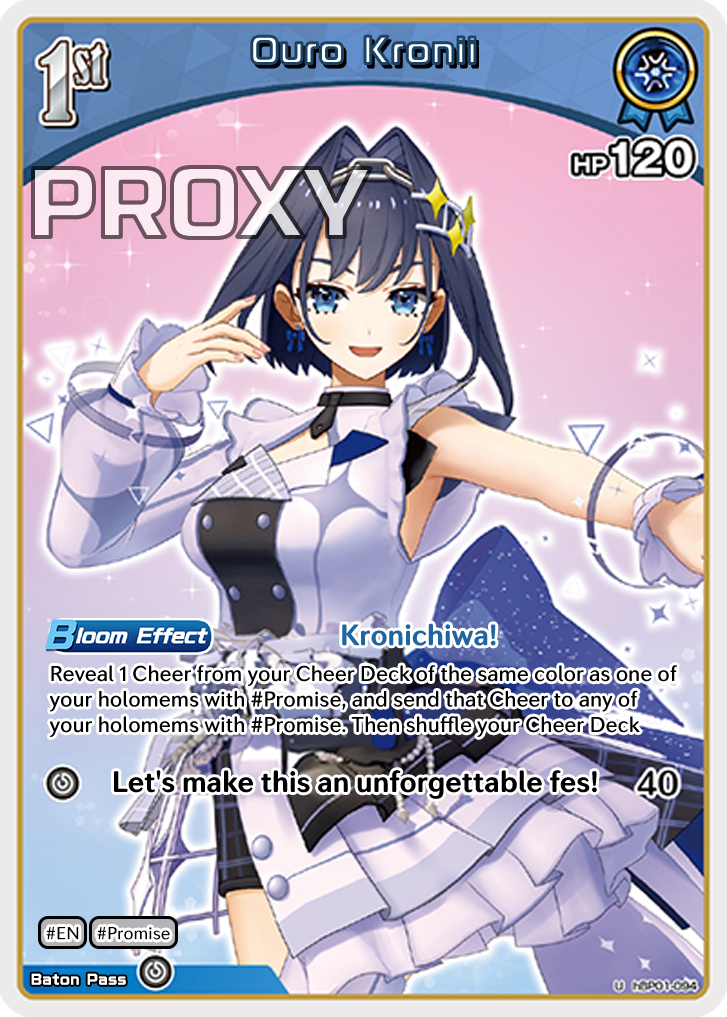 1st
Ouro Kronii
HP120
PROXY
Bloom Effect
Kronichiwa!
Reveal 1 Cheer from your Cheer Deck of the same color as one of
your holomems with #Promise, and send that Cheer to any of
your holomems with #Promise. Then shuffle your Cheer Deck
Let's make this an unforgettable fes! 40
#EN #Promise
Baton Pass
U hBP01-094